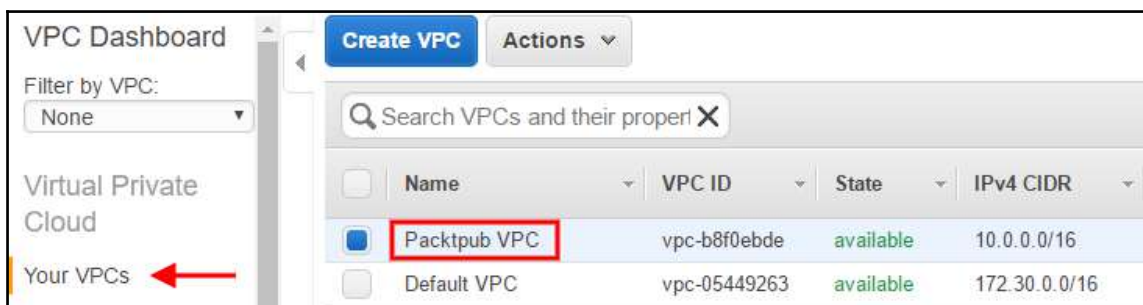 VPC Dashboard
Filter by VPC:
None
Virtual Private
Cloud
Your VPCs
Create VPC Actions
Search VPCs and their propert
Name VPC ID State IPv4 CIDR
Packtpub VPC vpc-b8f0ebde available 10.0.0.0/16
Default VPC vpc-05449263 available 172.30.0.0/16